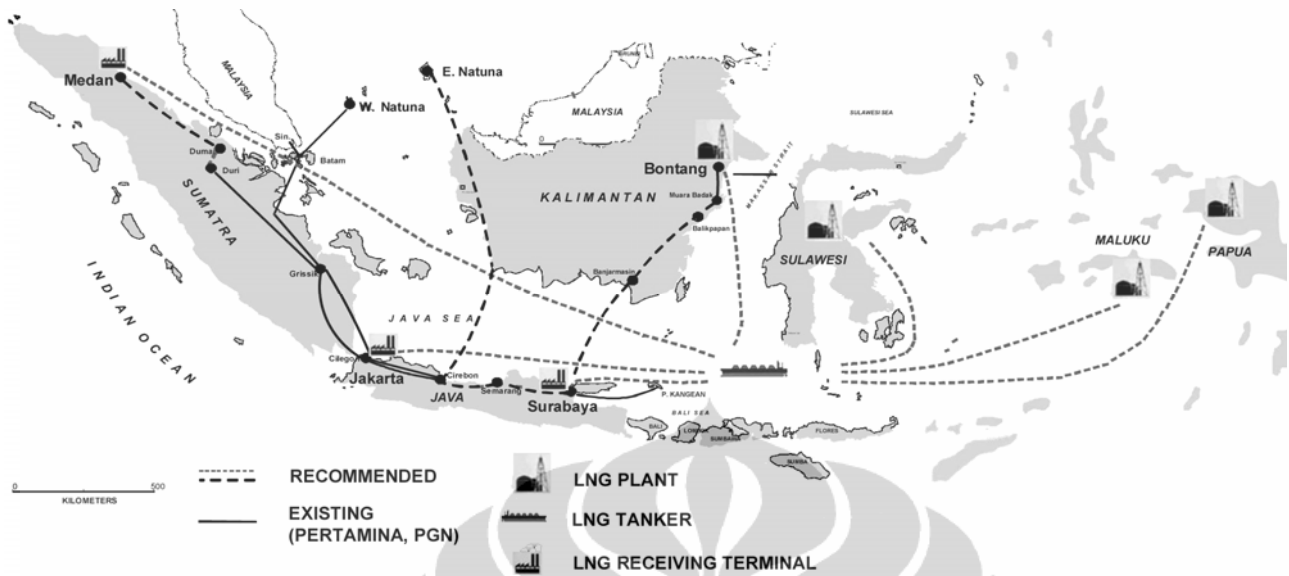 Medan
MALAYSIA
E. Natuna
W. Natuna
MALAYSIA
SULAWESI SEA
Sin.
Batam
Dumai
Duri
SUMATRA
KALIMANTAN
Bontang
MAKASSAR STRAIT
Muara Badak
Balikpapan
SULAWESI
MALUKU
PAPUA
Grissik
Banjarmasin
INDIAN OCEAN
JAVA SEA
Cilegon
Jakarta
Cirebon
JAVA
Semarang
Surabaya
P. KANGEAN
BALI SEA
BALI
LOMBOK
SUMBAWA
FLORES
SUMBA
0
500
KILOMETERS
RECOMMENDED
EXISTING
(PERTAMINA, PGN)
LNG PLANT
LNG TANKER
LNG RECEIVING TERMINAL